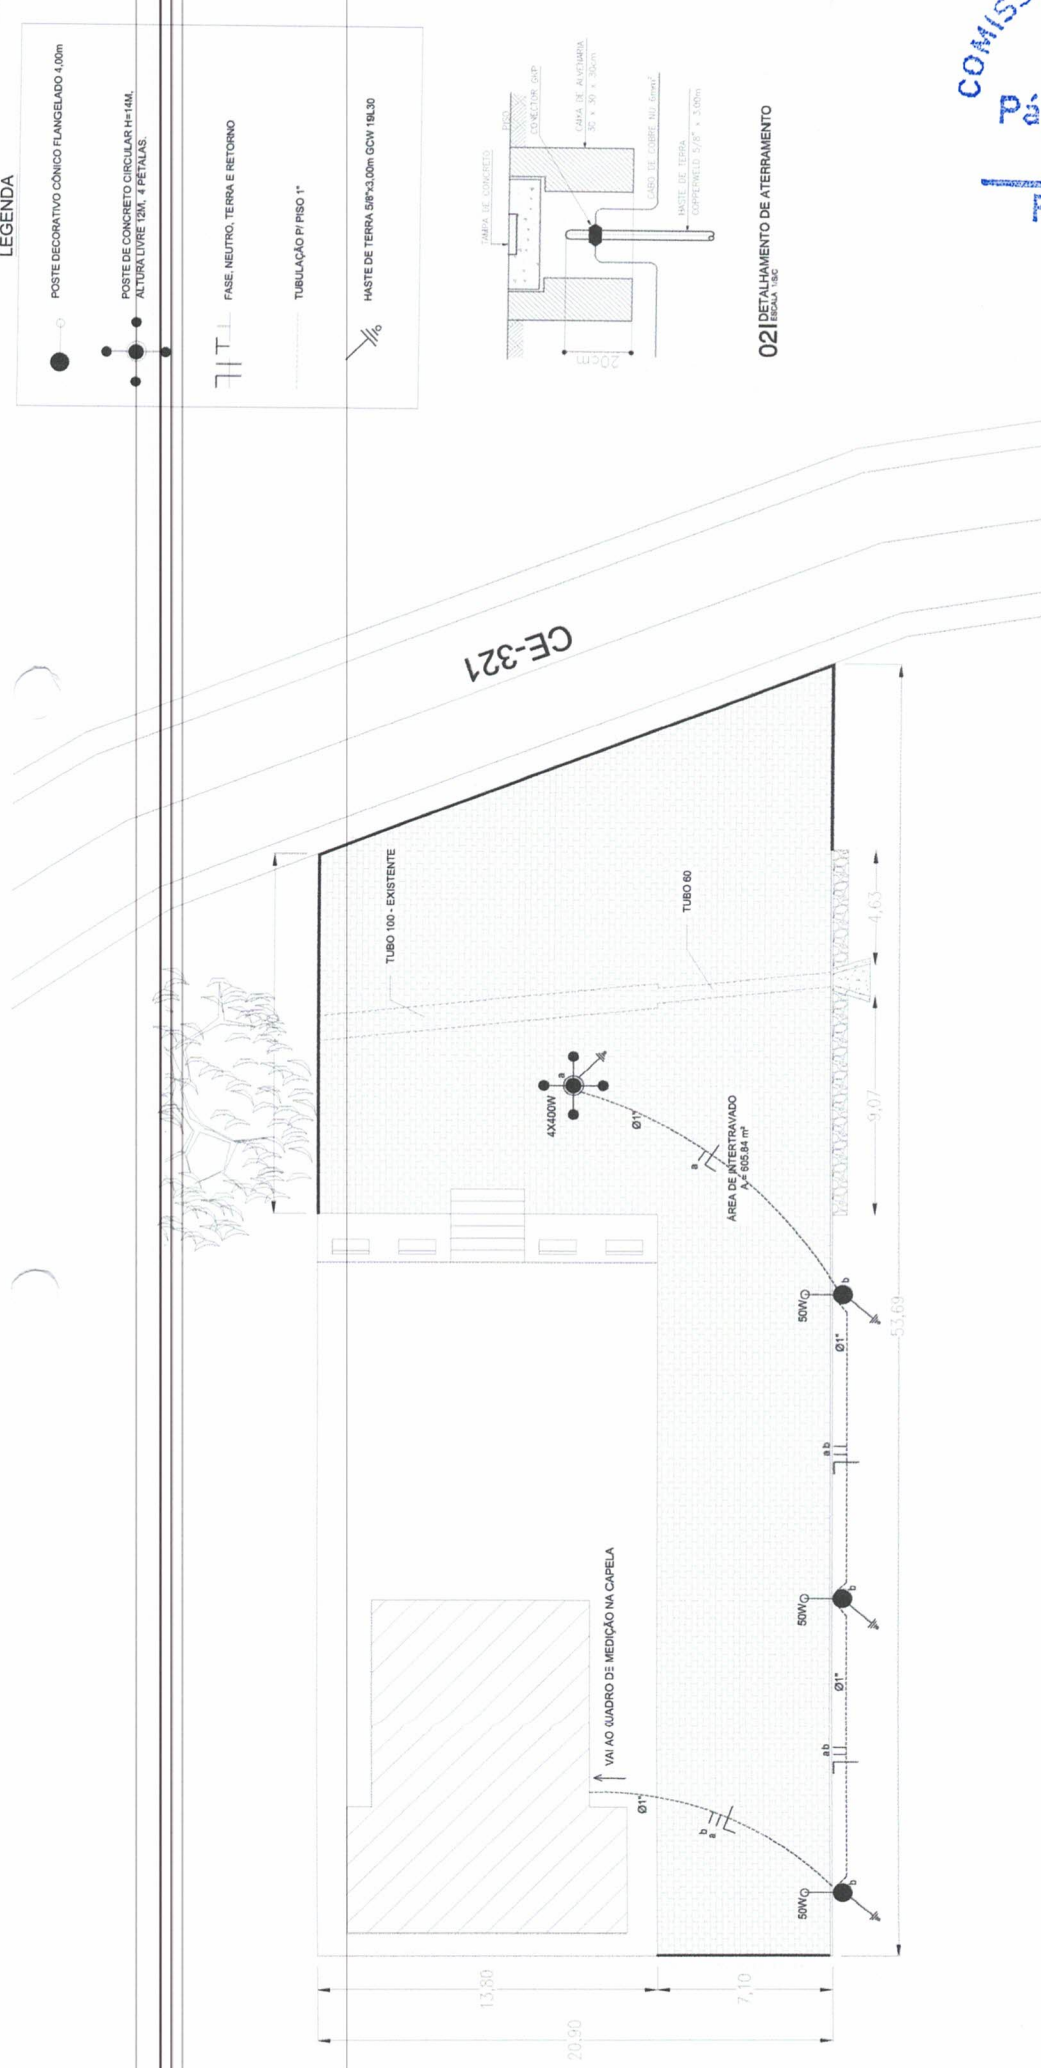 LEGENDA
POSTE DECORATIVO CÔNICO FLANGELADO 4,00m
POSTE DE CONCRETO CIRCULAR H=14M,
ALTURA LIVRE 12M, 4 PÉTALAS.
FASE, NEUTRO, TERRA E RETORNO
TUBULAÇÃO P/ PISO 1"
HASTE DE TERRA 5/8"x3,00m GCW 19L30
TAMPA DE CONCRETO
PISO
CONECTOR GKP
CAIXA DE ALVENARIA
30 x 30 x 30cm
CABO DE COBRE NU 6mm²
HASTE DE TERRA
COPPERWELD 5/8" x 3.00m
20cm
02 DETALHAMENTO DE ATERRAMENTO
ESCALA 1:S/C
COMISS
CE-321
TUBO 100 - EXISTENTE
TUBO 60
4,63
9,07
53,69
4X400W
a
Ø1"
a
ÁREA DE INTERTRAVADO
A = 605.84 m²
50W
b
Ø1"
a b
50W
b
Ø1"
a b
50W
b
VAI AO QUADRO DE MEDIÇÃO NA CAPELA
Ø1"
b
a
13,80
7,10
20,90